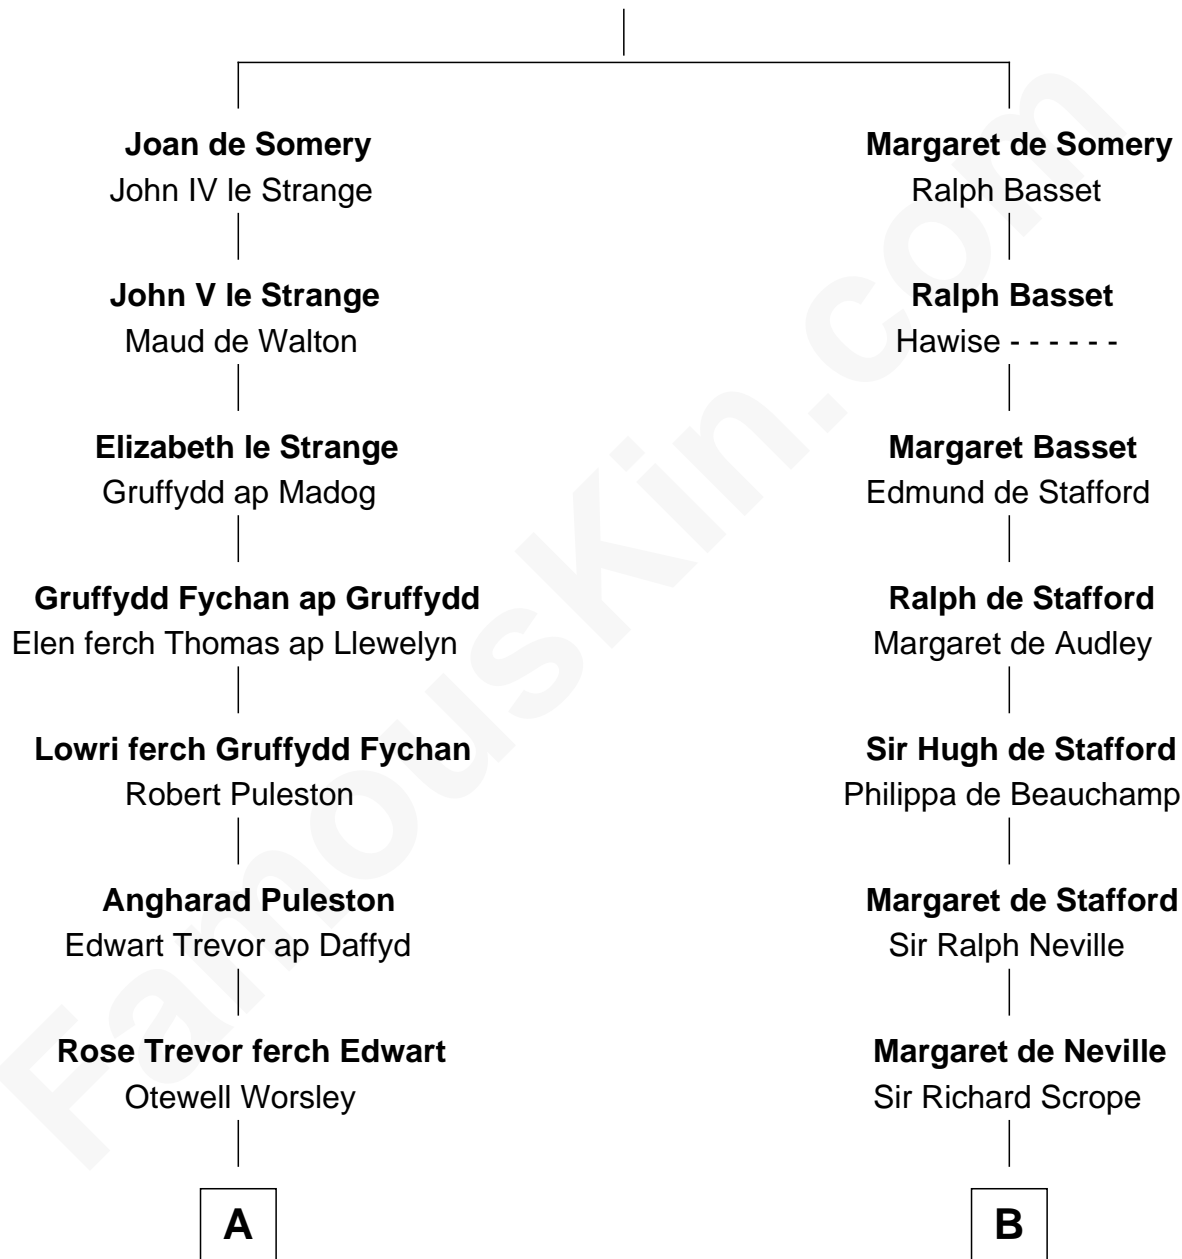 Joan de Somery
John IV le Strange
John V le Strange
Maud de Walton
Elizabeth le Strange
Gruffydd ap Madog
Gruffydd Fychan ap Gruffydd
Elen ferch Thomas ap Llewelyn
Lowri ferch Gruffydd Fychan
Robert Puleston
Angharad Puleston
Edwart Trevor ap Daffyd
Rose Trevor ferch Edwart
Otewell Worsley
A
Margaret de Somery
Ralph Basset
Ralph Basset
Hawise - - - - - -
Margaret Basset
Edmund de Stafford
Ralph de Stafford
Margaret de Audley
Sir Hugh de Stafford
Philippa de Beauchamp
Margaret de Stafford
Sir Ralph Neville
Margaret de Neville
Sir Richard Scrope
B
FamousKin.com